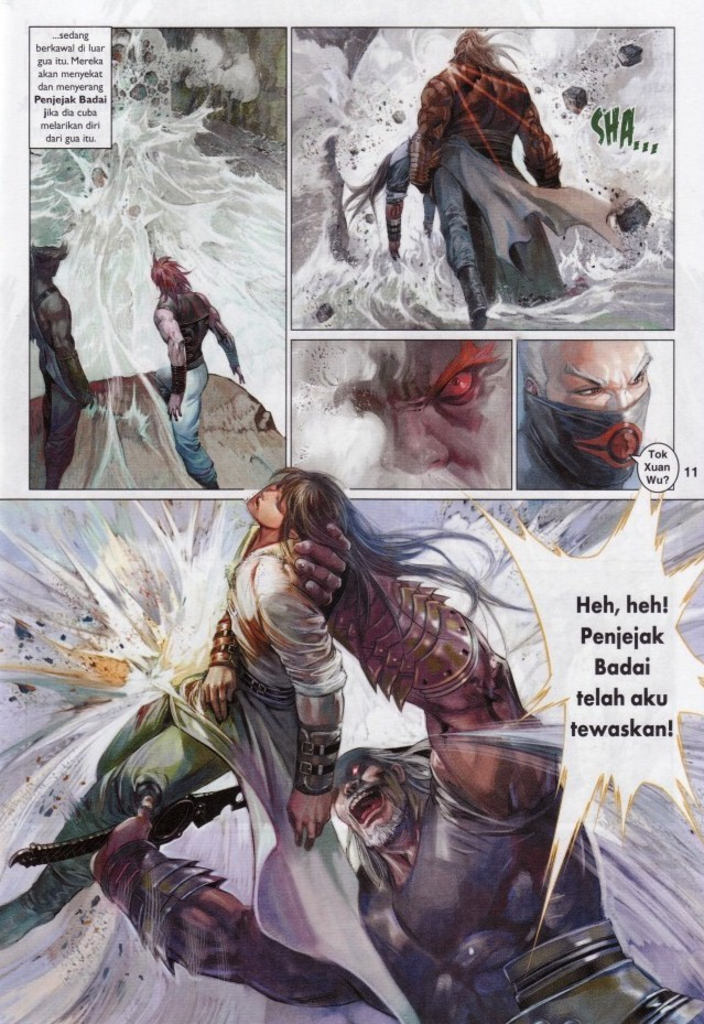 ...sedang
berkawal di luar
gua itu. Mereka
akan menyekat
dan menyerang
Penjejak Badai
jika dia cuba
melarikan diri
dari gua itu.
SHA...
Tok
Xuan
Wu?
11
Heh, heh!
Penjejak
Badai
telah aku
tewaskan!